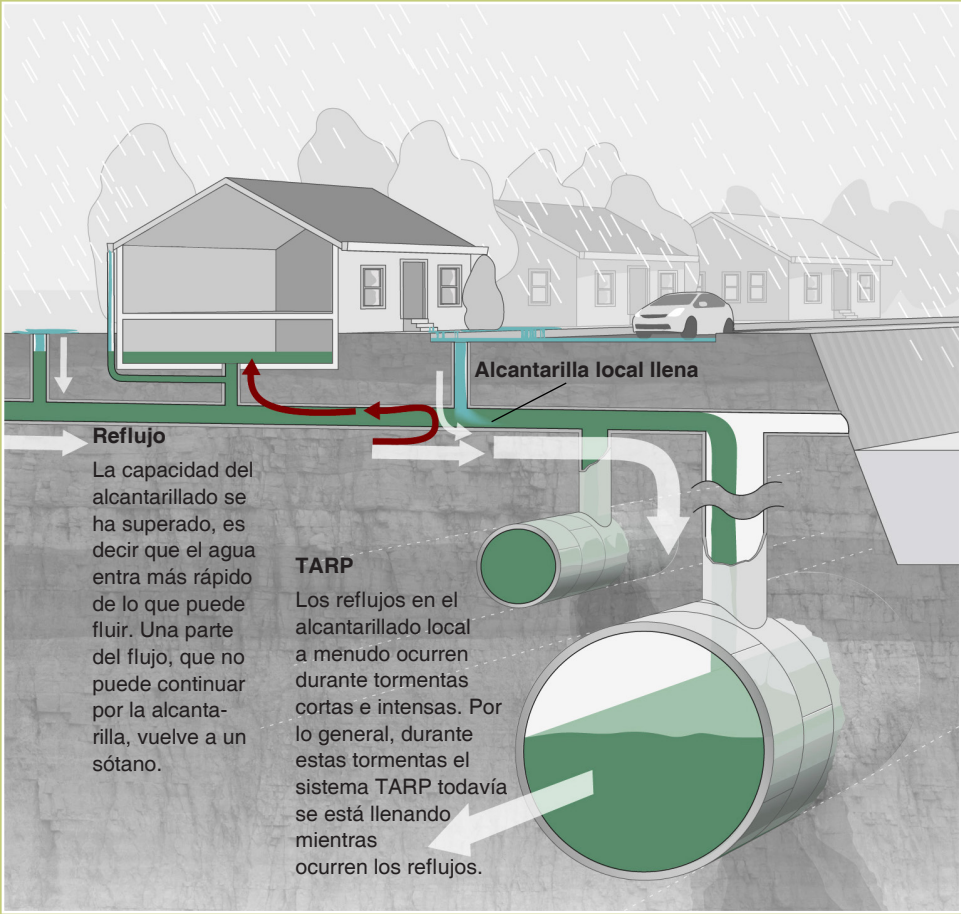 Alcantarilla local llena
Reflujo
La capacidad del
alcantarillado se
ha superado, es
decir que el agua
entra más rápido
de lo que puede
fluir. Una parte
del flujo, que no
puede continuar
por la alcanta-
rilla, vuelve a un
sótano.
TARP
Los reflujos en el
alcantarillado local
a menudo ocurren
durante tormentas
cortas e intensas. Por
lo general, durante
estas tormentas el
sistema TARP todavía
se está llenando
mientras
ocurren los reflujos.